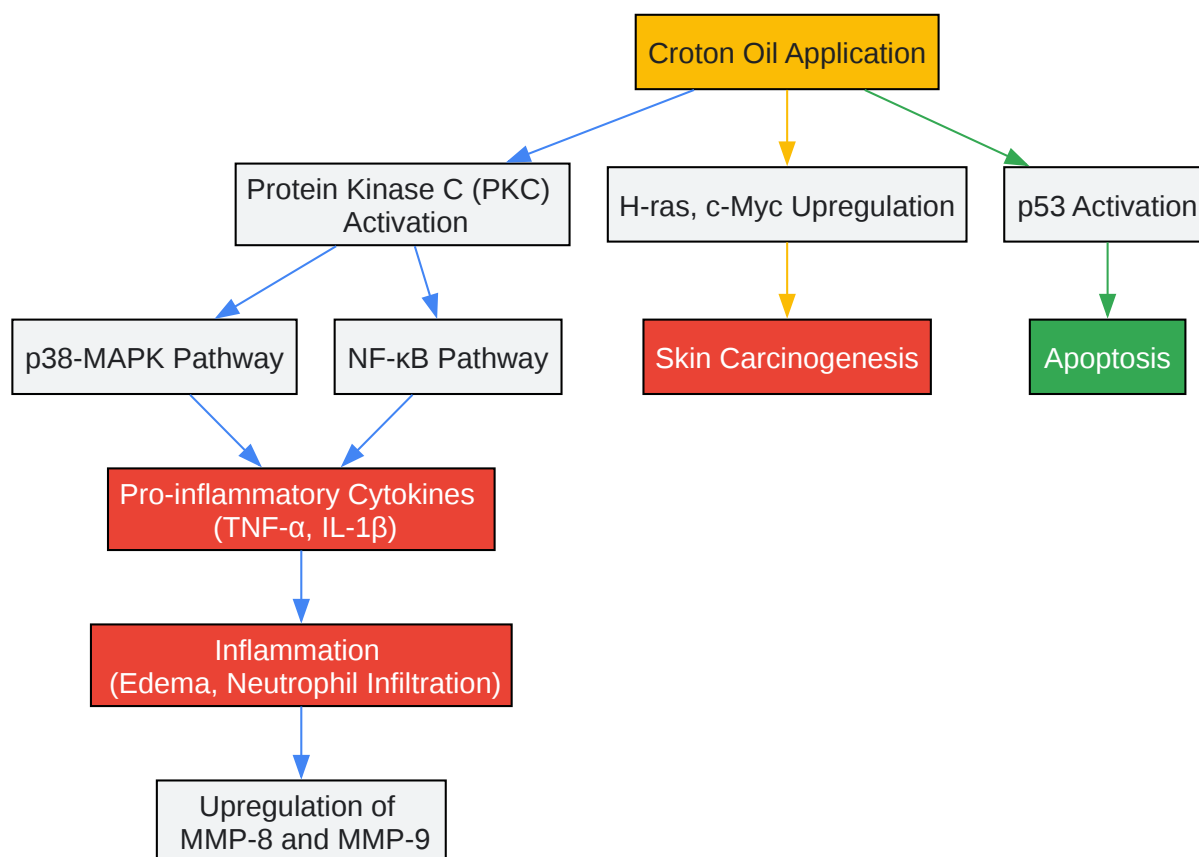 Croton Oil Application
Protein Kinase C (PKC)
Activation
H-ras, c-Myc Upregulation
p53 Activation
p38-MAPK Pathway
NF-κB Pathway
Skin Carcinogenesis
Apoptosis
Pro-inflammatory Cytokines
(TNF-α, IL-1β)
Inflammation
(Edema, Neutrophil Infiltration)
Upregulation of
MMP-8 and MMP-9